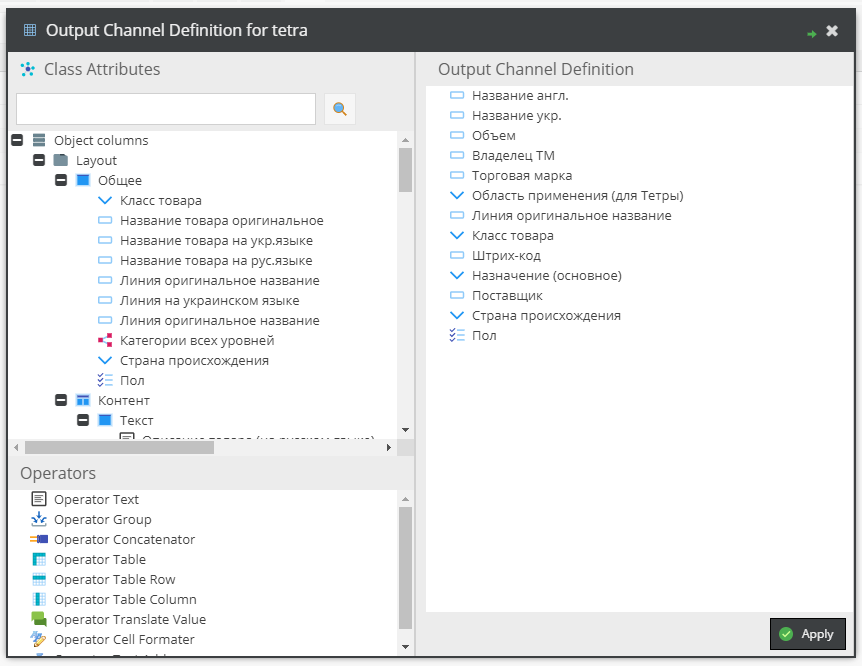 Output Channel Definition for tetra
Class Attributes
Object columns
Layout
Общее
Класс товара
Название товара оригинальное
Название товара на укр.языке
Название товара на рус.языке
Линия оригинальное название
Линия на украинском языке
Линия оригинальное название
Категории всех уровней
Страна происхождения
Пол
Контент
Текст
Описание товара (на русском языке)
Operators
Operator Text
Operator Group
Operator Concatenator
Operator Table
Operator Table Row
Operator Table Column
Operator Translate Value
Operator Cell Formater
Output Channel Definition
Название англ.
Название укр.
Объем
Владелец ТМ
Торговая марка
Область применения (для Тетры)
Линия оригинальное название
Класс товара
Штрих-код
Назначение (основное)
Поставщик
Страна происхождения
Пол
Apply